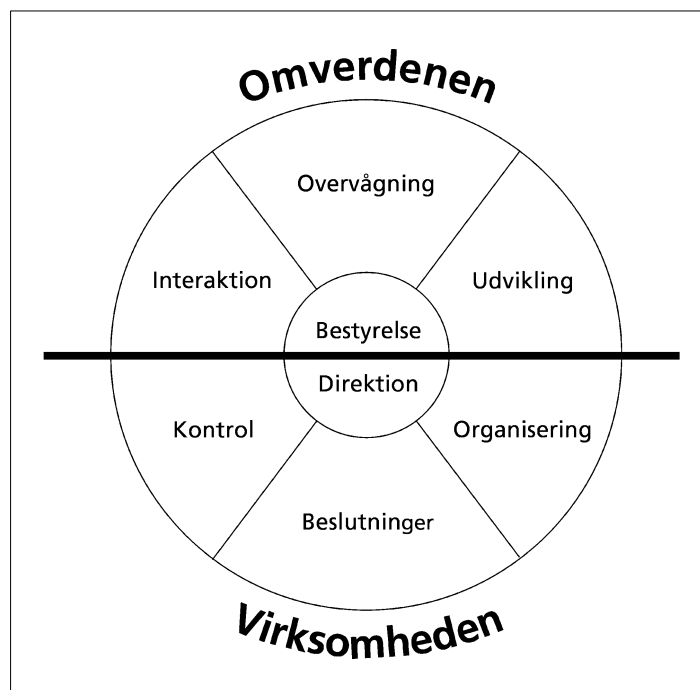 Omverdenen
Overvågning
Interaktion
Udvikling
Bestyrelse
Direktion
Kontrol
Organisering
Beslutninger
Virksomheden